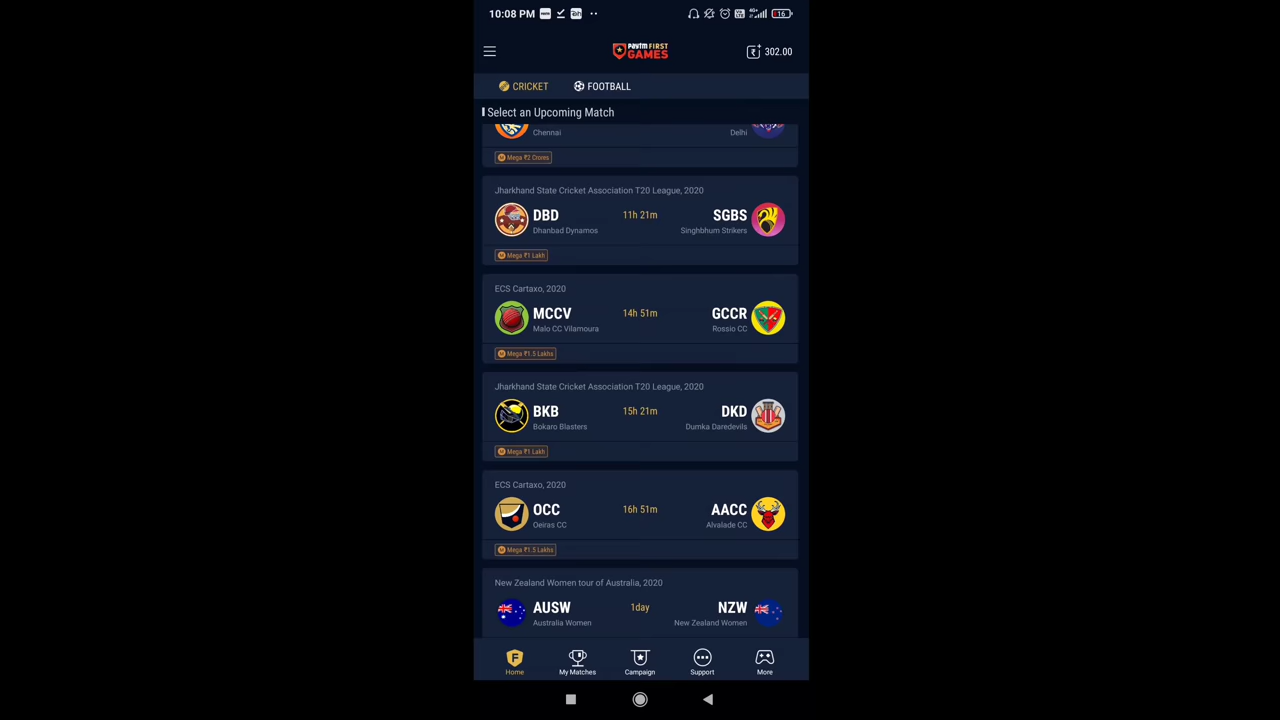 10:08 PM
16
PAYTM FIRST
GAMES
302.00
CRICKET
FOOTBALL
Select an Upcoming Match
Chennai
Delhi
Mega ₹2 Crores
Jharkhand State Cricket Association T20 League, 2020
DBD
11h 21m
SGBS
Dhanbad Dynamos
Singhbhum Strikers
Mega ₹1 Lakh
ECS Cartaxo, 2020
MCCV
14h 51m
GCCR
Malo CC Vilamoura
Rossio CC
Mega ₹1.5 Lakhs
Jharkhand State Cricket Association T20 League, 2020
BKB
15h 21m
DKD
Bokaro Blasters
Dumka Daredevils
Mega ₹1 Lakh
ECS Cartaxo, 2020
OCC
16h 51m
AACC
Oeiras CC
Alvalade CC
Mega ₹1.5 Lakhs
New Zealand Women tour of Australia, 2020
AUSW
1day
NZW
Australia Women
New Zealand Women
Home
My Matches
Campaign
Support
More